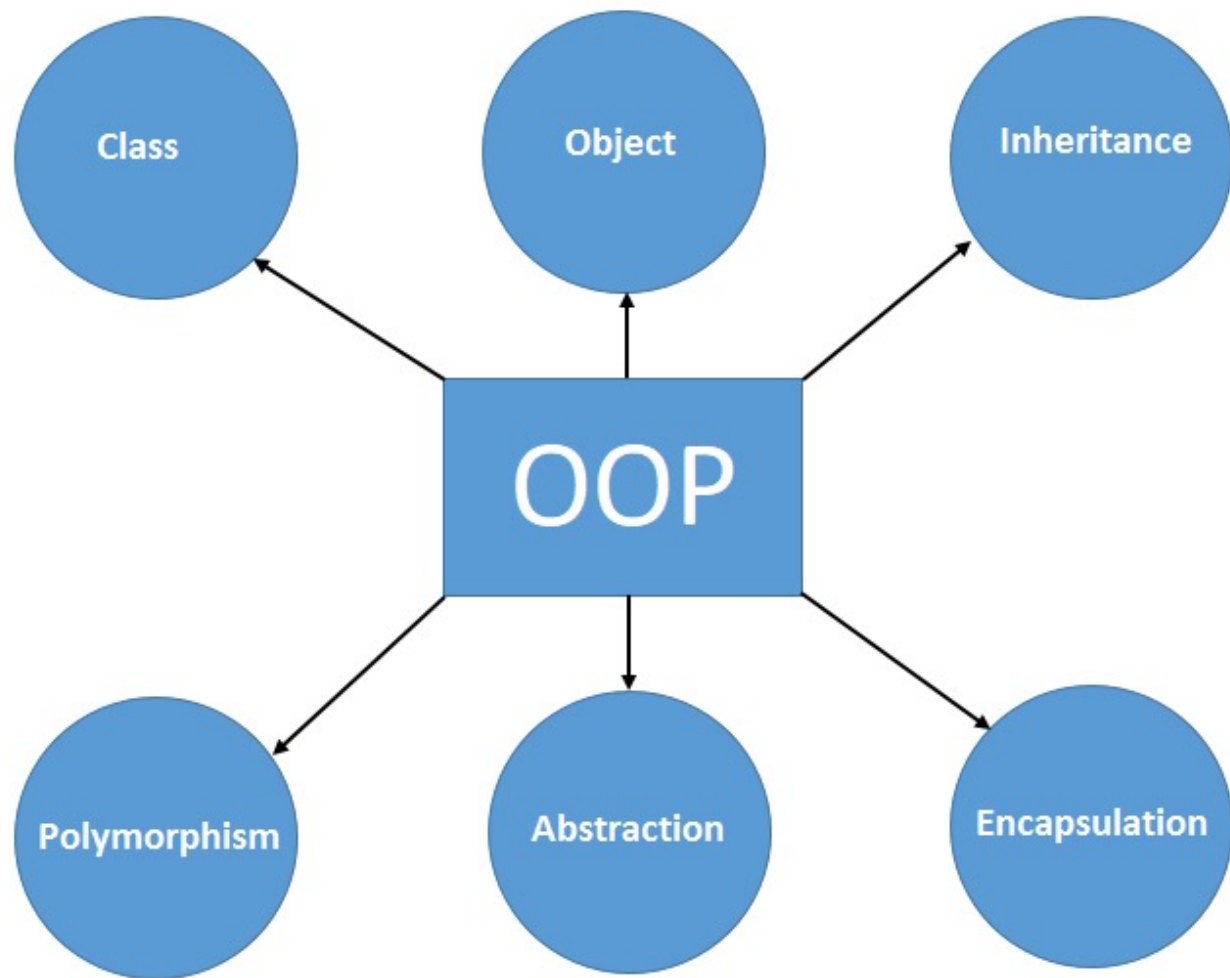 Class
Object
Inheritance
OOP
Polymorphism
Abstraction
Encapsulation